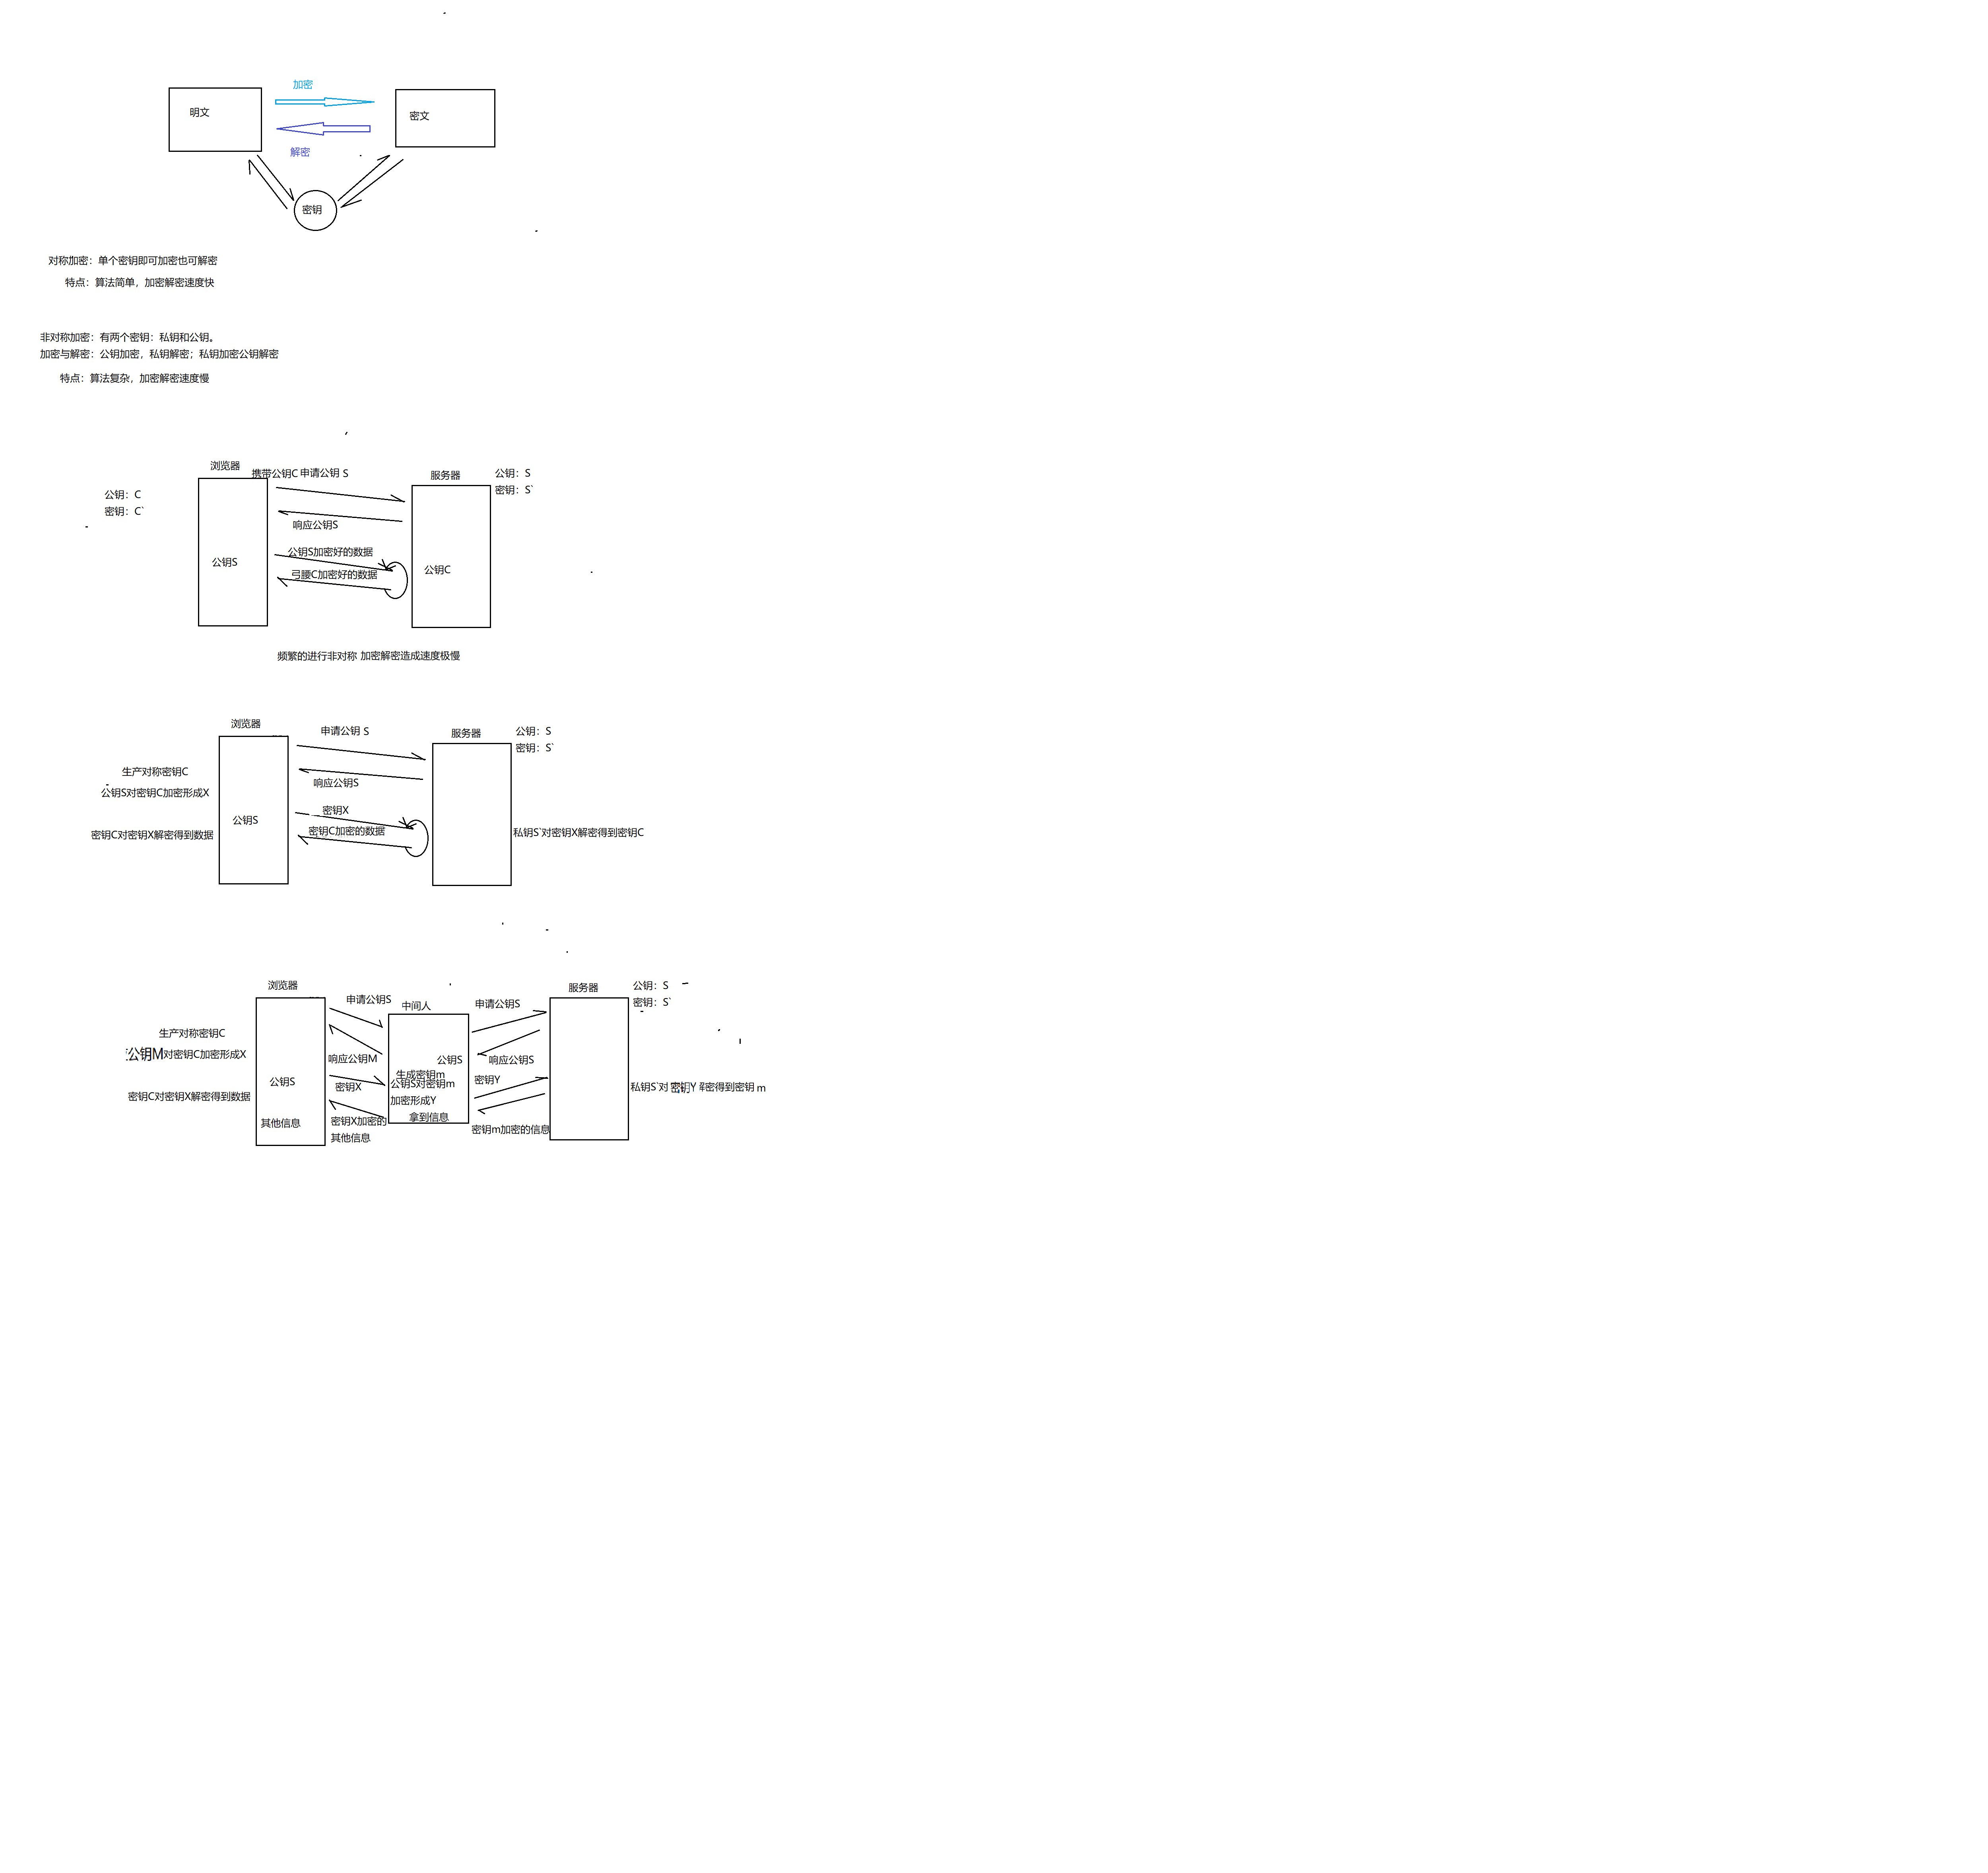 加密
明文
密文
解密
密钥
对称加密：单个密钥即可加密也可解密
特点：算法简单，加密解密速度快
非对称加密：有两个密钥：私钥和公钥。
加密与解密：公钥加密，私钥解密；私钥加密公钥解密
特点：算法复杂，加密解密速度慢
浏览器
携带公钥C 申请公钥 S
服务器
公钥：S
密钥：S`
公钥：C
密钥：C`
响应公钥S
公钥S加密好的数据
公钥S
弓腰C加密好的数据
公钥C
频繁的进行非对称 加密解密造成速度极慢
浏览器
申请公钥 S
服务器
公钥：S
密钥：S`
生产对称密钥C
响应公钥S
公钥S对密钥C加密形成X
密钥X
公钥S
密钥C加密的数据
密钥C对密钥X解密得到数据
私钥S`对密钥X解密得到密钥C
浏览器
申请公钥S
中间人
申请公钥S
服务器
公钥：S
密钥：S`
生产对称密钥C
公钥M对密钥C加密形成X
响应公钥M
公钥S
响应公钥S
生成密钥m
公钥S
密钥X
公钥S对密钥m
加密形成Y
密钥Y
私钥S`对 密钥Y 解密得到密钥 m
密钥C对密钥X解密得到数据
拿到信息
其他信息
密钥X加密的
其他信息
密钥m加密的信息